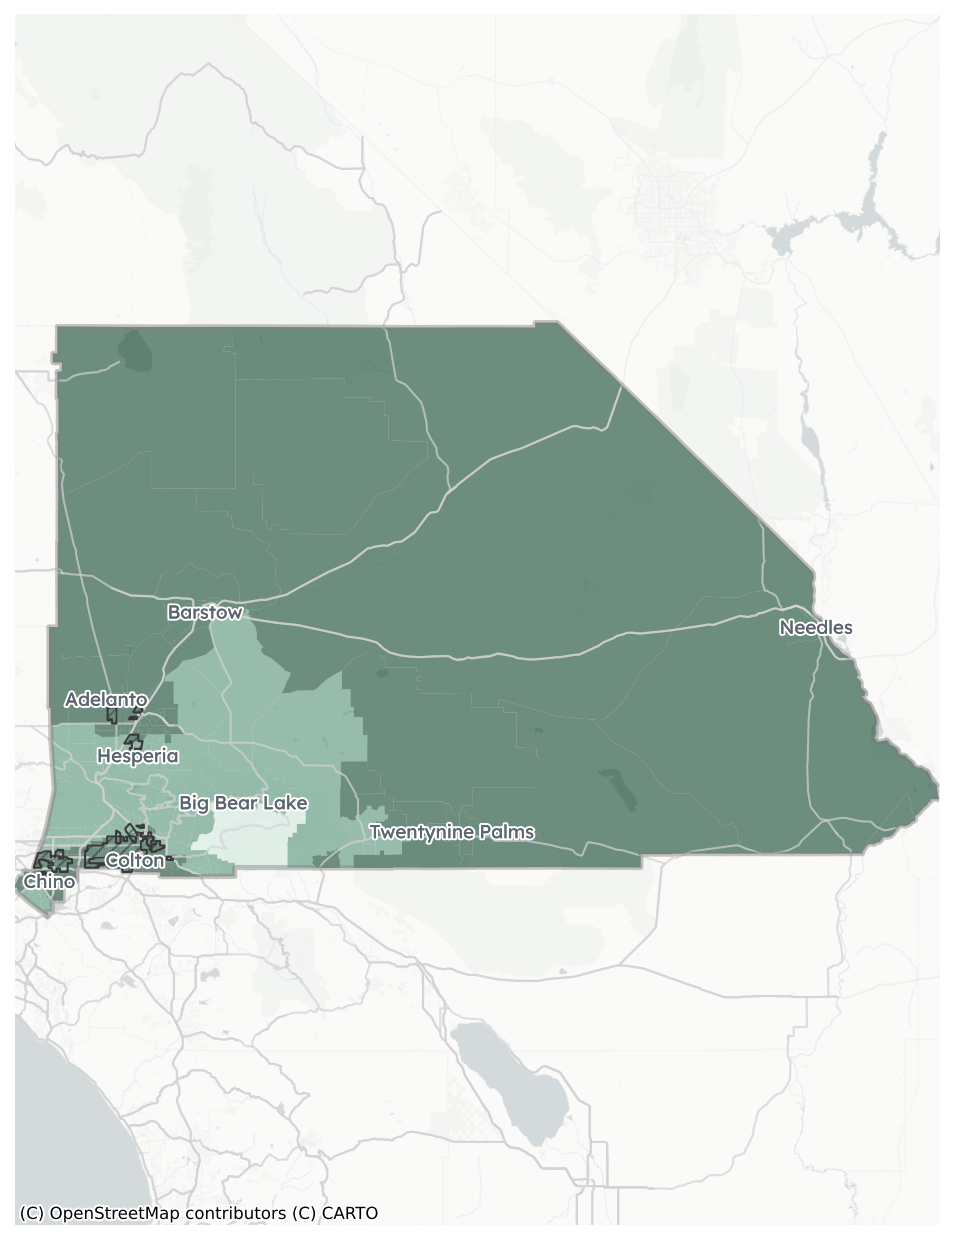 Barstow
Needles
Adelanto
Hesperia
Big Bear Lake
Twentynine Palms
Colton
Chino
(C) OpenStreetMap contributors (C) CARTO